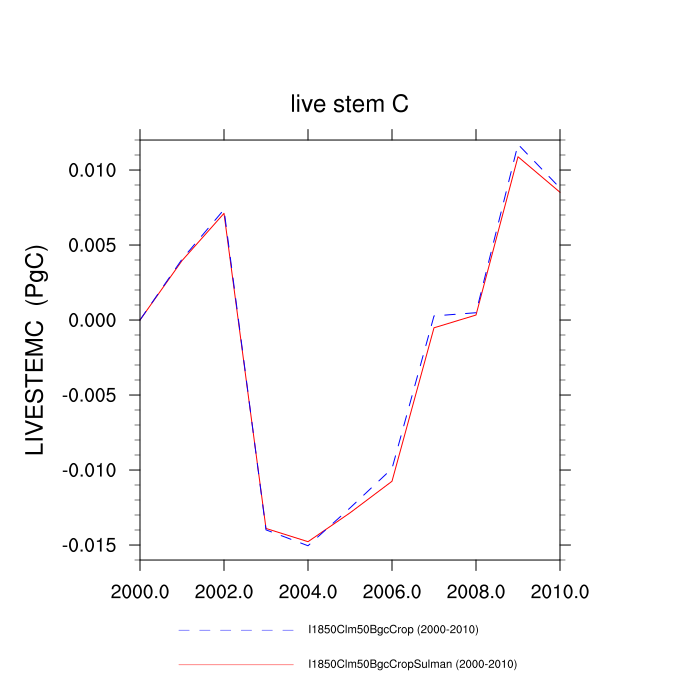 live stem C
LIVESTEMC (PgC)
0.010
0.005
0.000
-0.005
-0.010
-0.015
2000.0 2002.0 2004.0 2006.0 2008.0 2010.0
I1850Clm50BgcCrop (2000-2010)
I1850Clm50BgcCropSulman (2000-2010)